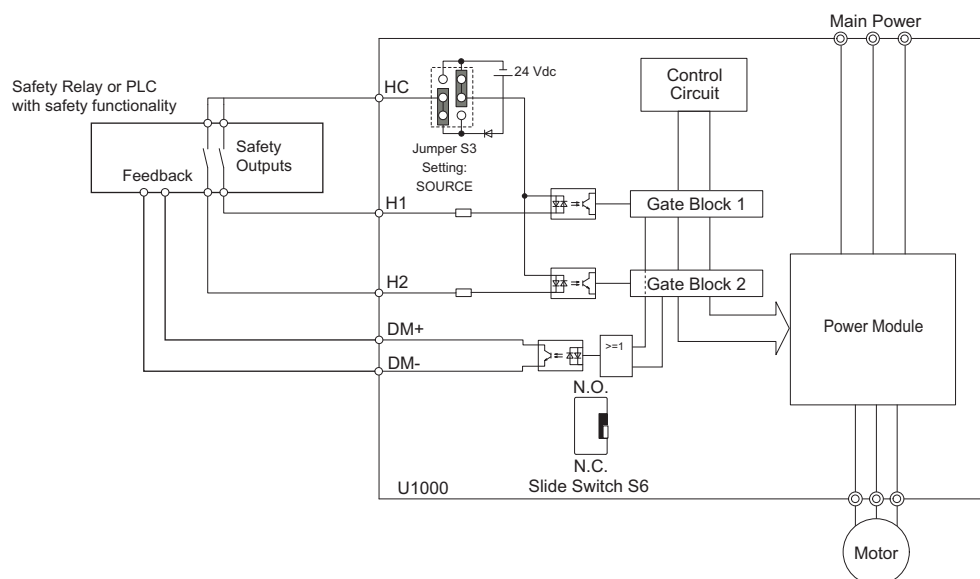 Main Power
Safety Relay or PLC
with safety functionality
HC
24 Vdc
Control
Circuit
Safety
Outputs
Feedback
Jumper S3
Setting:
SOURCE
H1
Gate Block 1
H2
Gate Block 2
DM+
DM-
>=1
Power Module
N.O.
N.C.
U1000
Slide Switch S6
Motor